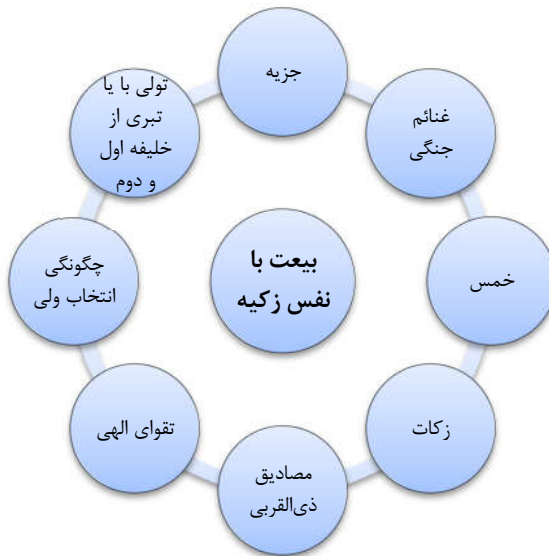 جزیه
غنائم
جنگی
خمس
زکات
مصادیق
ذی‌القربی
تقوای الهی
چگونگی
انتخاب ولی
تولی با یا
تبری از
خلیفه اول
و دوم
بیعت با
نفس زکیه